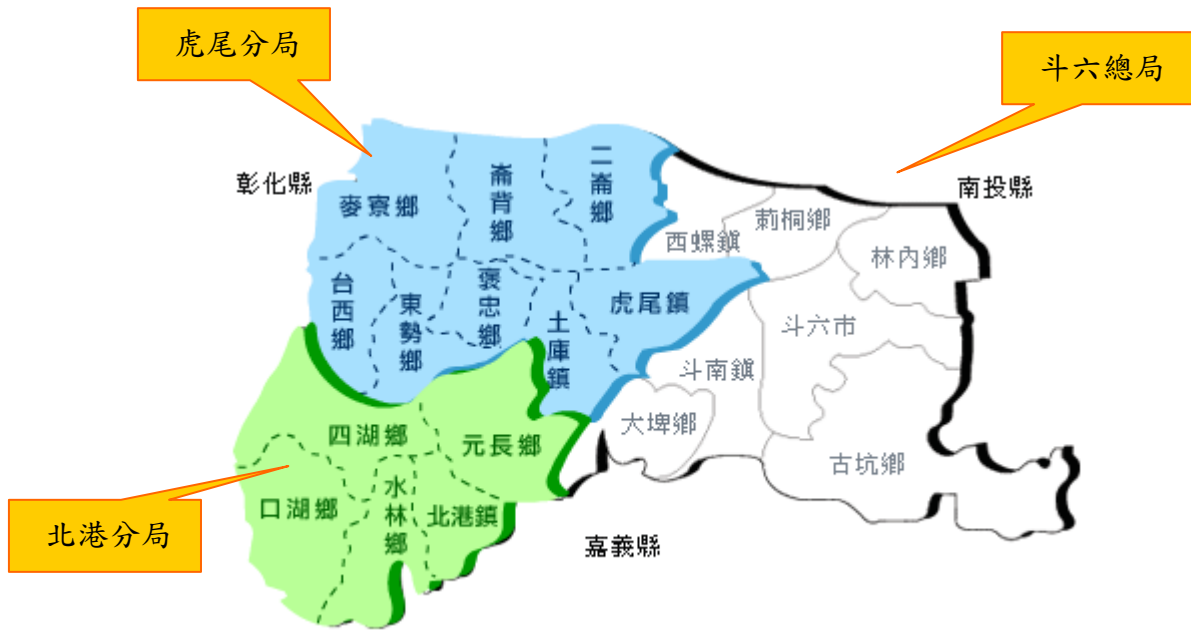 虎尾分局
斗六總局
彰化縣
南投縣
麥寮鄉
崙背鄉
二崙鄉
西螺鎮
莿桐鄉
林內鄉
台西鄉
東勢鄉
褒忠鄉
土庫鎮
虎尾鎮
斗六市
斗南鎮
大埤鄉
古坑鄉
四湖鄉
元長鄉
口湖鄉
水林鄉
北港鎮
北港分局
嘉義縣